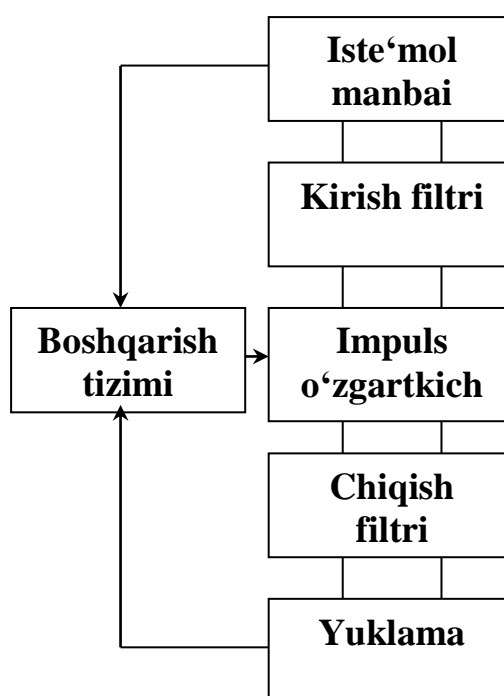 Iste‘mol
manbai
Kirish filtri
Boshqarish
tizimi
Impuls
o‘zgartkich
Chiqish
filtri
Yuklama